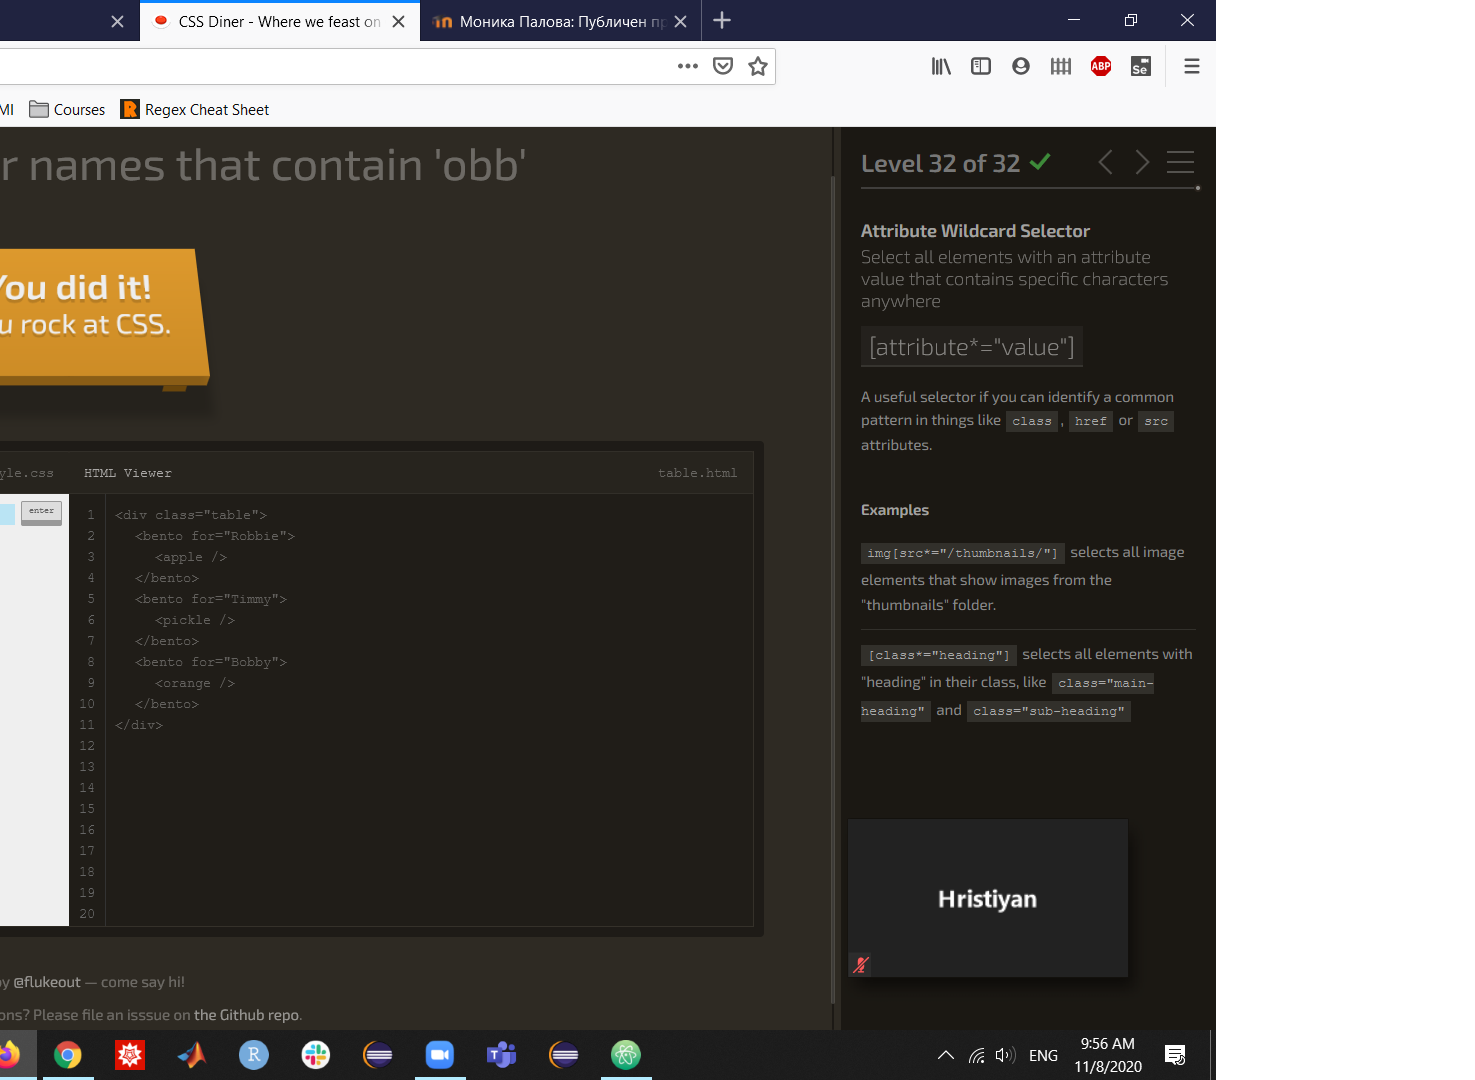 CSS Diner - Where we feast on
Моника Палова: Публичен пр
MI
Courses
Regex Cheat Sheet
ABP
Se
r names that contain 'obb'
You did it!
u rock at CSS.
yle.css
HTML Viewer
table.html
enter
1 <div class="table">
2 <bento for="Robbie">
3 <apple />
4 </bento>
5 <bento for="Timmy">
6 <pickle />
7 </bento>
8 <bento for="Bobby">
9 <orange />
10 </bento>
11 </div>
12
13
14
15
16
17
18
19
20
by @flukeout — come say hi!
ons? Please file an isssue on the Github repo.
Level 32 of 32
Attribute Wildcard Selector
Select all elements with an attribute
value that contains specific characters
anywhere
[attribute*="value"]
A useful selector if you can identify a common
pattern in things like class , href or src
attributes.
Examples
img[src*="/thumbnails/"] selects all image
elements that show images from the
"thumbnails" folder.
[class*="heading"] selects all elements with
"heading" in their class, like class="main-
heading" and class="sub-heading"
Hristiyan
R
ENG
9:56 AM
11/8/2020